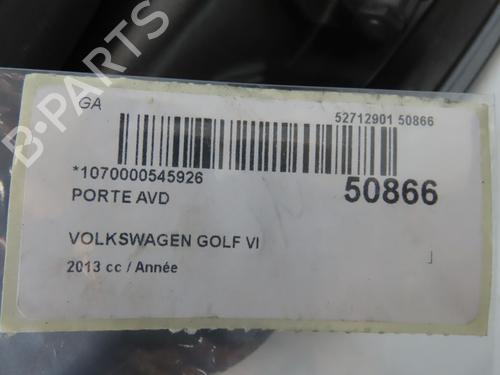 GA
52712901 50866
*1070000545926
50866
PORTE AVD
VOLKSWAGEN GOLF VI
2013 cc / Année
B-PARTS